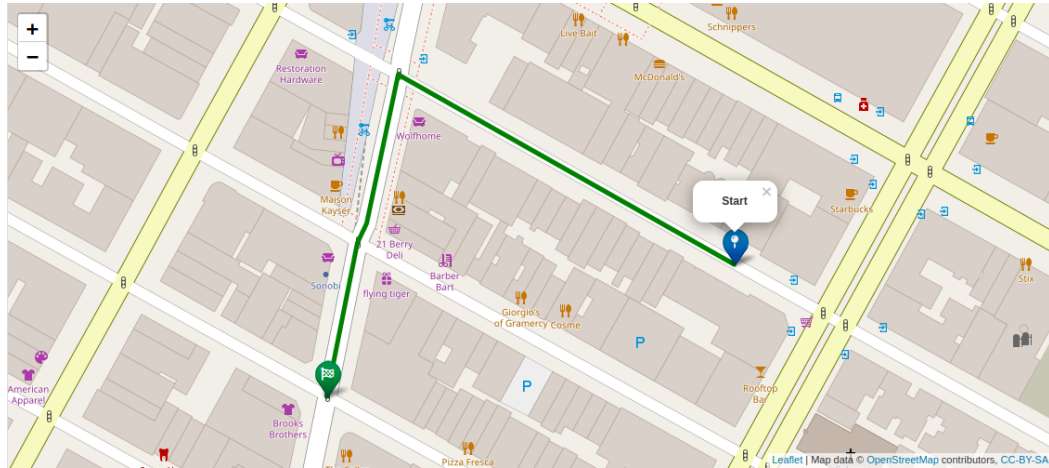 +
−
Live Bait
Schnippers
McDonald's
Restoration
Hardware
Wolfhome
Maison
Kayser
Start
×
Starbucks
21 Berry
Deli
Barber
Bart
Sonobi
flying tiger
Giorgio's
of Gramercy
Cosme
Stix
P
P
Rooftop
Bar
American
Apparel
Brooks
Brothers
Pizza Fresca
Leaflet | Map data © OpenStreetMap contributors, CC-BY-SA